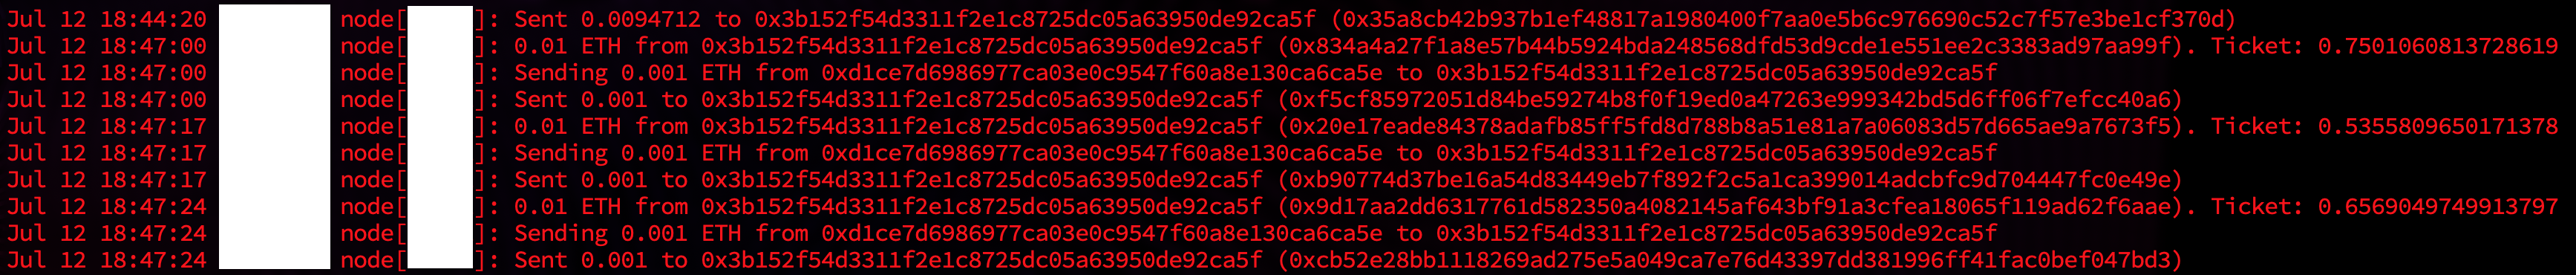 Jul 12 18:44:20 node[ ]: Sent 0.0094712 to 0x3b152f54d3311f2e1c8725dc05a63950de92ca5f (0x35a8cb42b937b1ef48817a1980400f7aa0e5b6c976690c52c7f57e3be1cf370d)
Jul 12 18:47:00 node[ ]: 0.01 ETH from 0x3b152f54d3311f2e1c8725dc05a63950de92ca5f (0x834a4a27f1a8e57b44b5924bda248568dfd53d9cde1e551ee2c3383ad97aa99f). Ticket: 0.7501060813728619
Jul 12 18:47:00 node[ ]: Sending 0.001 ETH from 0xd1ce7d6986977ca03e0c9547f60a8e130ca6ca5e to 0x3b152f54d3311f2e1c8725dc05a63950de92ca5f
Jul 12 18:47:00 node[ ]: Sent 0.001 to 0x3b152f54d3311f2e1c8725dc05a63950de92ca5f (0xf5cf85972051d84be59274b8f0f19ed0a47263e999342bd5d6ff06f7efcc40a6)
Jul 12 18:47:17 node[ ]: 0.01 ETH from 0x3b152f54d3311f2e1c8725dc05a63950de92ca5f (0x20e17eade84378adafb85ff5fd8d788b8a51e81a7a06083d57d665ae9a7673f5). Ticket: 0.5355809650171378
Jul 12 18:47:17 node[ ]: Sending 0.001 ETH from 0xd1ce7d6986977ca03e0c9547f60a8e130ca6ca5e to 0x3b152f54d3311f2e1c8725dc05a63950de92ca5f
Jul 12 18:47:17 node[ ]: Sent 0.001 to 0x3b152f54d3311f2e1c8725dc05a63950de92ca5f (0xb90774d37be16a54d83449eb7f892f2c5a1ca399014adcbfc9d704447fc0e49e)
Jul 12 18:47:24 node[ ]: 0.01 ETH from 0x3b152f54d3311f2e1c8725dc05a63950de92ca5f (0x9d17aa2dd6317761d582350a4082145af643bf91a3cfea18065f119ad62f6aae). Ticket: 0.6569049749913797
Jul 12 18:47:24 node[ ]: Sending 0.001 ETH from 0xd1ce7d6986977ca03e0c9547f60a8e130ca6ca5e to 0x3b152f54d3311f2e1c8725dc05a63950de92ca5f
Jul 12 18:47:24 node[ ]: Sent 0.001 to 0x3b152f54d3311f2e1c8725dc05a63950de92ca5f (0xcb52e28bb1118269ad275e5a049ca7e76d43397dd381996ff41fac0bef047bd3)